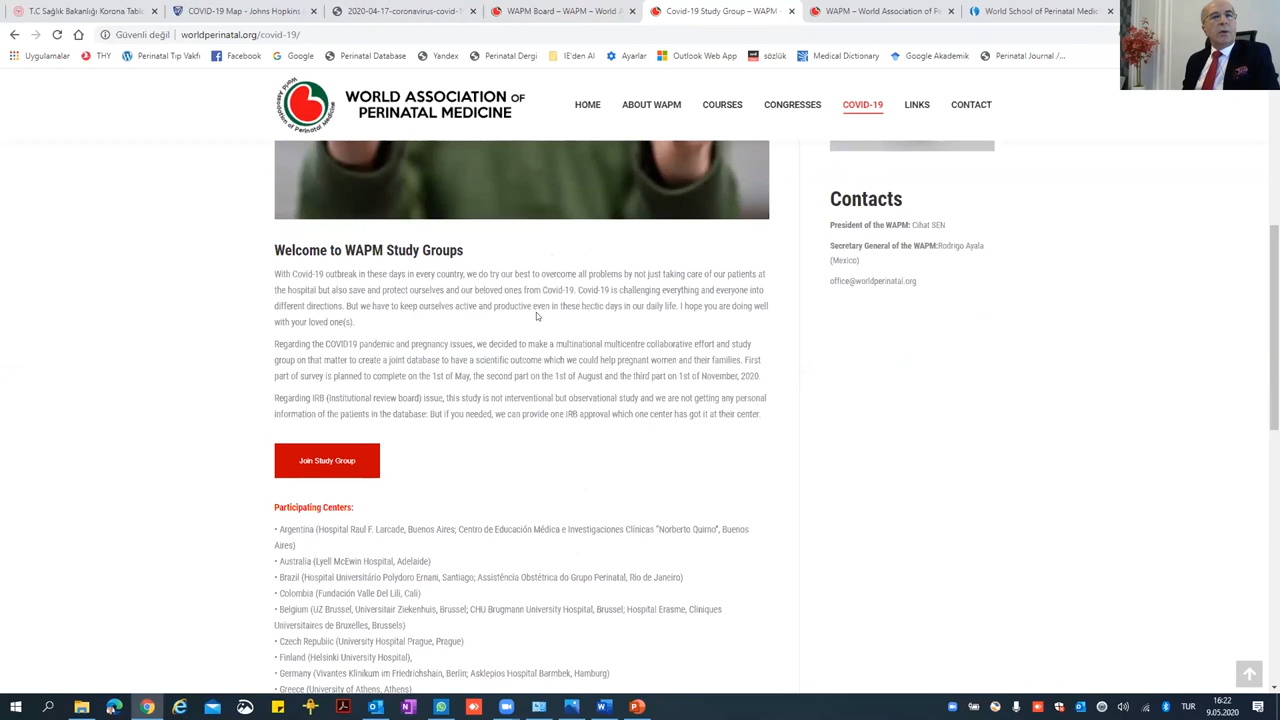 T.C Sağlık Bakanlığı
COVID-19 Map - Johns Hopkins
2020-04-17-coronavirus-covid-1
WAPM Board – WAPM – World A
Covid-19 Study Group – WAPM –
WAPM – World Association of Pe
World School of Perinatal Medic
Güvenli değil
worldperinatal.org/covid-19/
Uygulamalar
THY
Perinatal Tıp Vakfı
Facebook
Google
Perinatal Database
Yandex
Perinatal Dergi
IE'den Al
Ayarlar
Outlook Web App
sözlük
Medical Dictionary
Google Akademik
Perinatal Journal /...
World Association of Perinatal Medicine
WORLD ASSOCIATION OF
PERINATAL MEDICINE
HOME
ABOUT WAPM
COURSES
CONGRESSES
COVID-19
LINKS
CONTACT
Welcome to WAPM Study Groups
With Covid-19 outbreak in these days in every country, we do try our best to overcome all problems by not just taking care of our patients at
the hospital but also save and protect ourselves and our beloved ones from Covid-19. Covid-19 is challenging everything and everyone into
different directions. But we have to keep ourselves active and productive even in these hectic days in our daily life. I hope you are doing well
with your loved one(s).
Regarding the COVID19 pandemic and pregnancy issues, we decided to make a multinational multicentre collaborative effort and study
group on that matter to create a joint database to have a scientific outcome which we could help pregnant women and their families. First
part of survey is planned to complete on the 1st of May, the second part on the 1st of August and the third part on 1st of November, 2020.
Regarding IRB (Institutional review board) issue, this study is not interventional but observational study and we are not getting any personal
information of the patients in the database: But if you needed, we can provide one IRB approval which one center has got it at their center.
Join Study Group
Participating Centers:
• Argentina (Hospital Raul F. Larcade, Buenos Aires; Centro de Educación Médica e Investigaciones Clínicas "Norberto Quirno", Buenos
Aires)
• Australia (Lyell McEwin Hospital, Adelaide)
• Brazil (Hospital Universitário Polydoro Ernani, Santiago; Assistência Obstétrica do Grupo Perinatal, Rio de Janeiro)
• Colombia (Fundación Valle Del Lili, Cali)
• Belgium (UZ Brussel, Universitair Ziekenhuis, Brussel; CHU Brugmann University Hospital, Brussel; Hospital Erasme, Cliniques
Universitaires de Bruxelles, Brussels)
• Czech Republic (University Hospital Prague, Prague)
• Finland (Helsinki University Hospital),
• Germany (Vivantes Klinikum im Friedrichshain, Berlin; Asklepios Hospital Barmbek, Hamburg)
• Greece (University of Athens, Athens)
Contacts
President of the WAPM: Cihat SEN
Secretary General of the WAPM:Rodrigo Ayala
(Mexico)
office@worldperinatal.org
16:22
9.05.2020